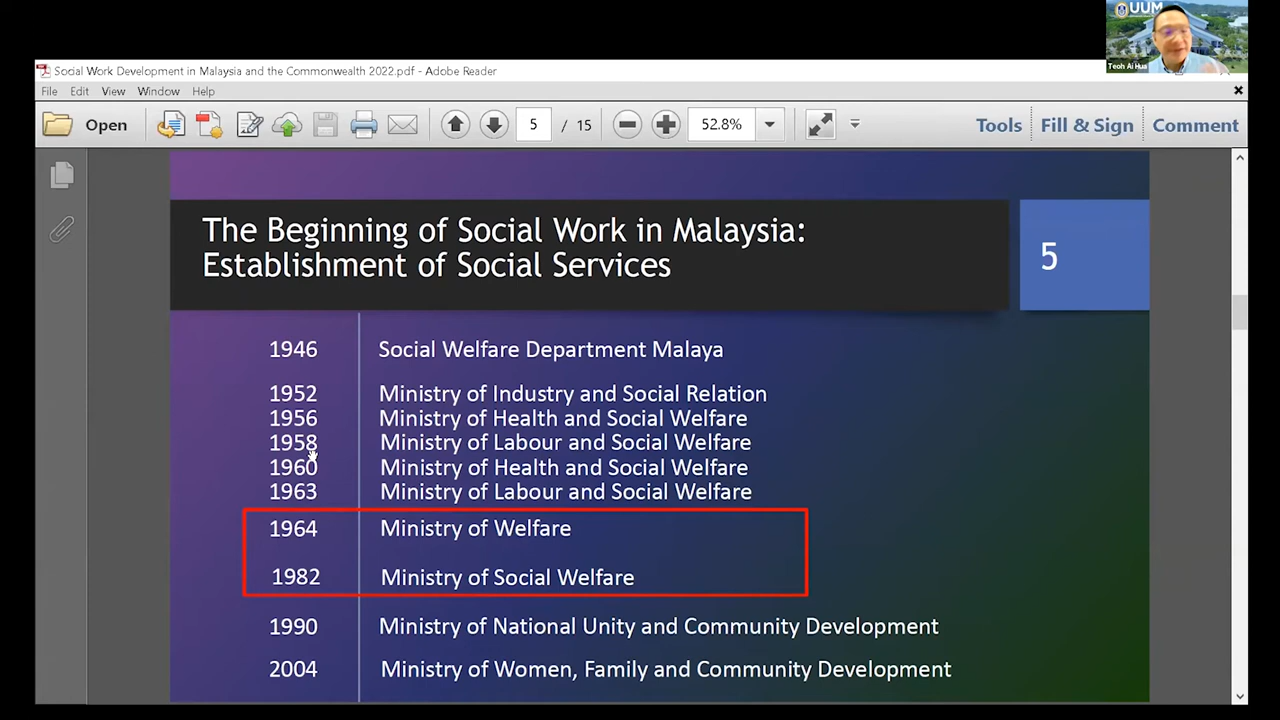 UUM
Teoh Ai Hua
Social Work Development in Malaysia and the Commonwealth 2022.pdf - Adobe Reader
File Edit View Window Help
Open 5 / 15 52.8% Tools Fill & Sign Comment
The Beginning of Social Work in Malaysia:
Establishment of Social Services
5
1946 Social Welfare Department Malaya
1952 Ministry of Industry and Social Relation
1956 Ministry of Health and Social Welfare
1958 Ministry of Labour and Social Welfare
1960 Ministry of Health and Social Welfare
1963 Ministry of Labour and Social Welfare
1964 Ministry of Welfare
1982 Ministry of Social Welfare
1990 Ministry of National Unity and Community Development
2004 Ministry of Women, Family and Community Development